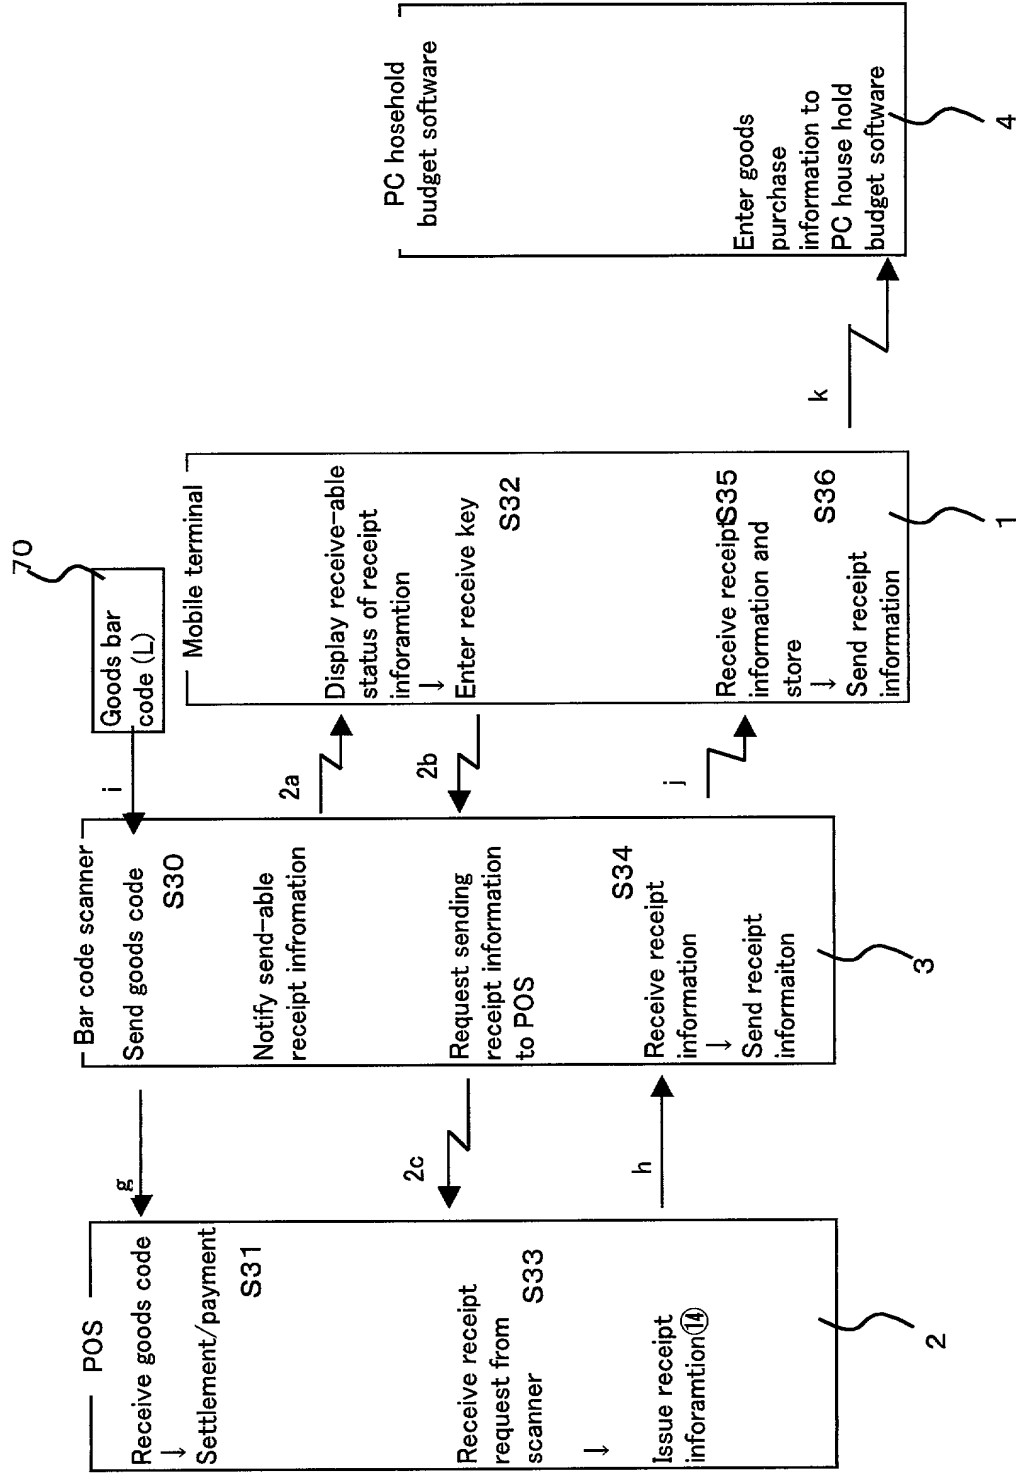 POS
Receive goods code
↓
Settlement/payment
S31
Receive receipt
request from
scanner
S33
↓
Issue receipt
inforamtion⑭
2
g
2c
h
Bar code scanner
Send goods code
S30
Notify send-able
receipt infromation
Request sending
receipt information
to POS
S34
Receive receipt
information
↓
Send receipt
informaiton
3
i
2a
2b
j
70
Goods bar
code (L)
Mobile terminal
Display receive-able
status of receipt
inforamtion
↓
Enter receive key
S32
Receive receipt
S35
information and
store
↓
S36
Send receipt
information
1
k
PC hosehold
budget software
Enter goods
purchase
information to
PC house hold
budget software
4